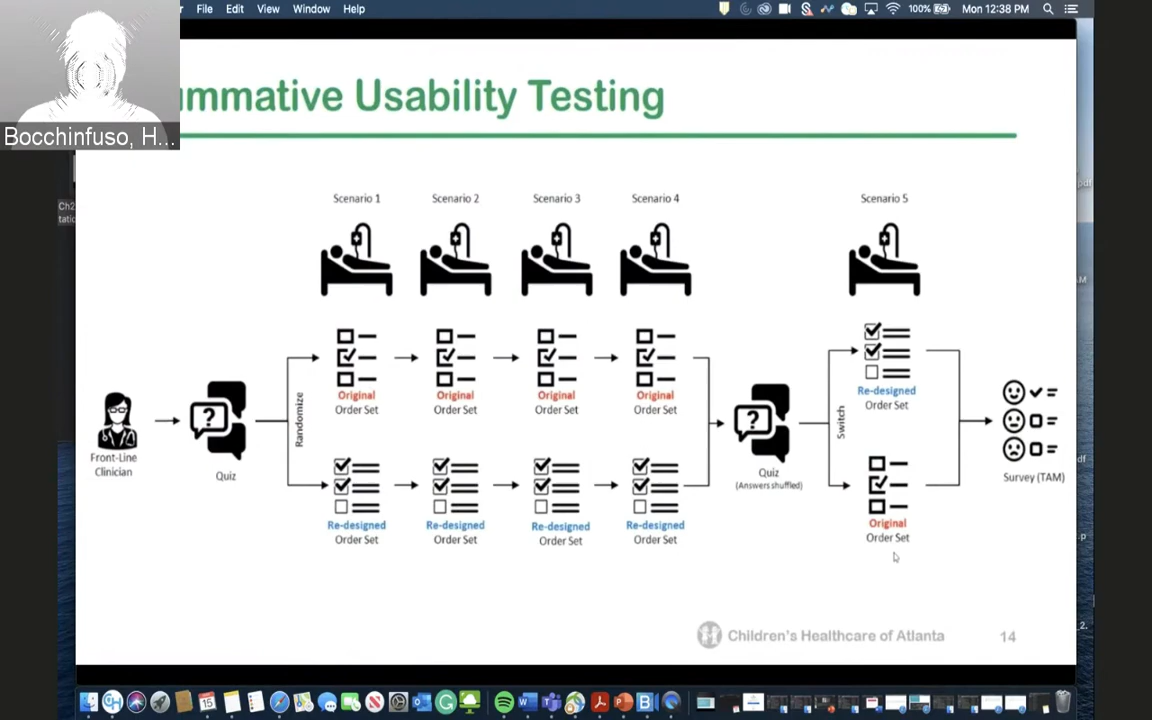 File Edit View Window Help
100%
Mon 12:38 PM
Bocchinfuso, H...
mmative Usability Testing
Scenario 1
Scenario 2
Scenario 3
Scenario 4
Scenario 5
Front-Line
Clinician
?
Quiz
Randomize
Original
Order Set
Original
Order Set
Original
Order Set
Original
Order Set
Re-designed
Order Set
Re-designed
Order Set
Re-designed
Order Set
Re-designed
Order Set
?
Quiz
(Answers shuffled)
Switch
Re-designed
Order Set
Original
Order Set
Survey (TAM)
Children's Healthcare of Atlanta
14
15